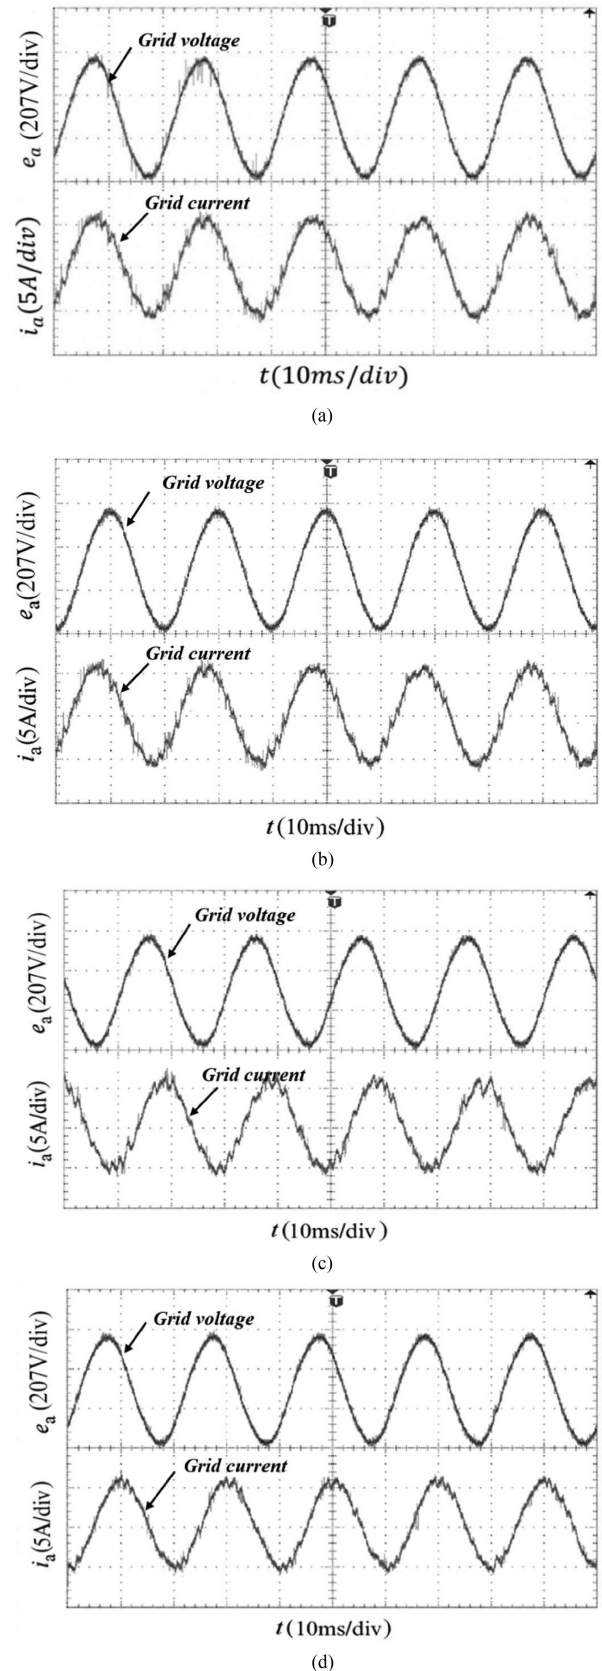 Grid voltage
T
e_a (207V/div)
Grid current
i_a(5A/div)
t(10ms/div)
(a)
Grid voltage
T
e_a(207V/div)
Grid current
i_a(5A/div)
t(10ms/div)
(b)
Grid voltage
T
e_a(207V/div)
Grid current
i_a(5A/div)
t(10ms/div)
(c)
Grid voltage
T
e_a (207V/div)
Grid current
i_a(5A/div)
t(10ms/div)
(d)